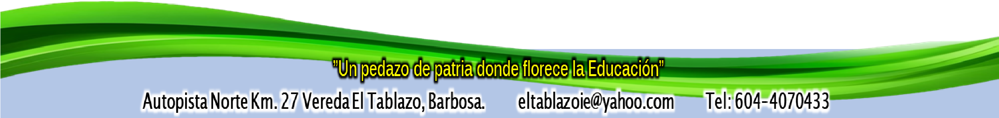 "Un pedazo de patria donde florece la Educación"
Autopista Norte Km. 27 Vereda El Tablazo, Barbosa. eltablazoie@yahoo.com Tel: 604-4070433